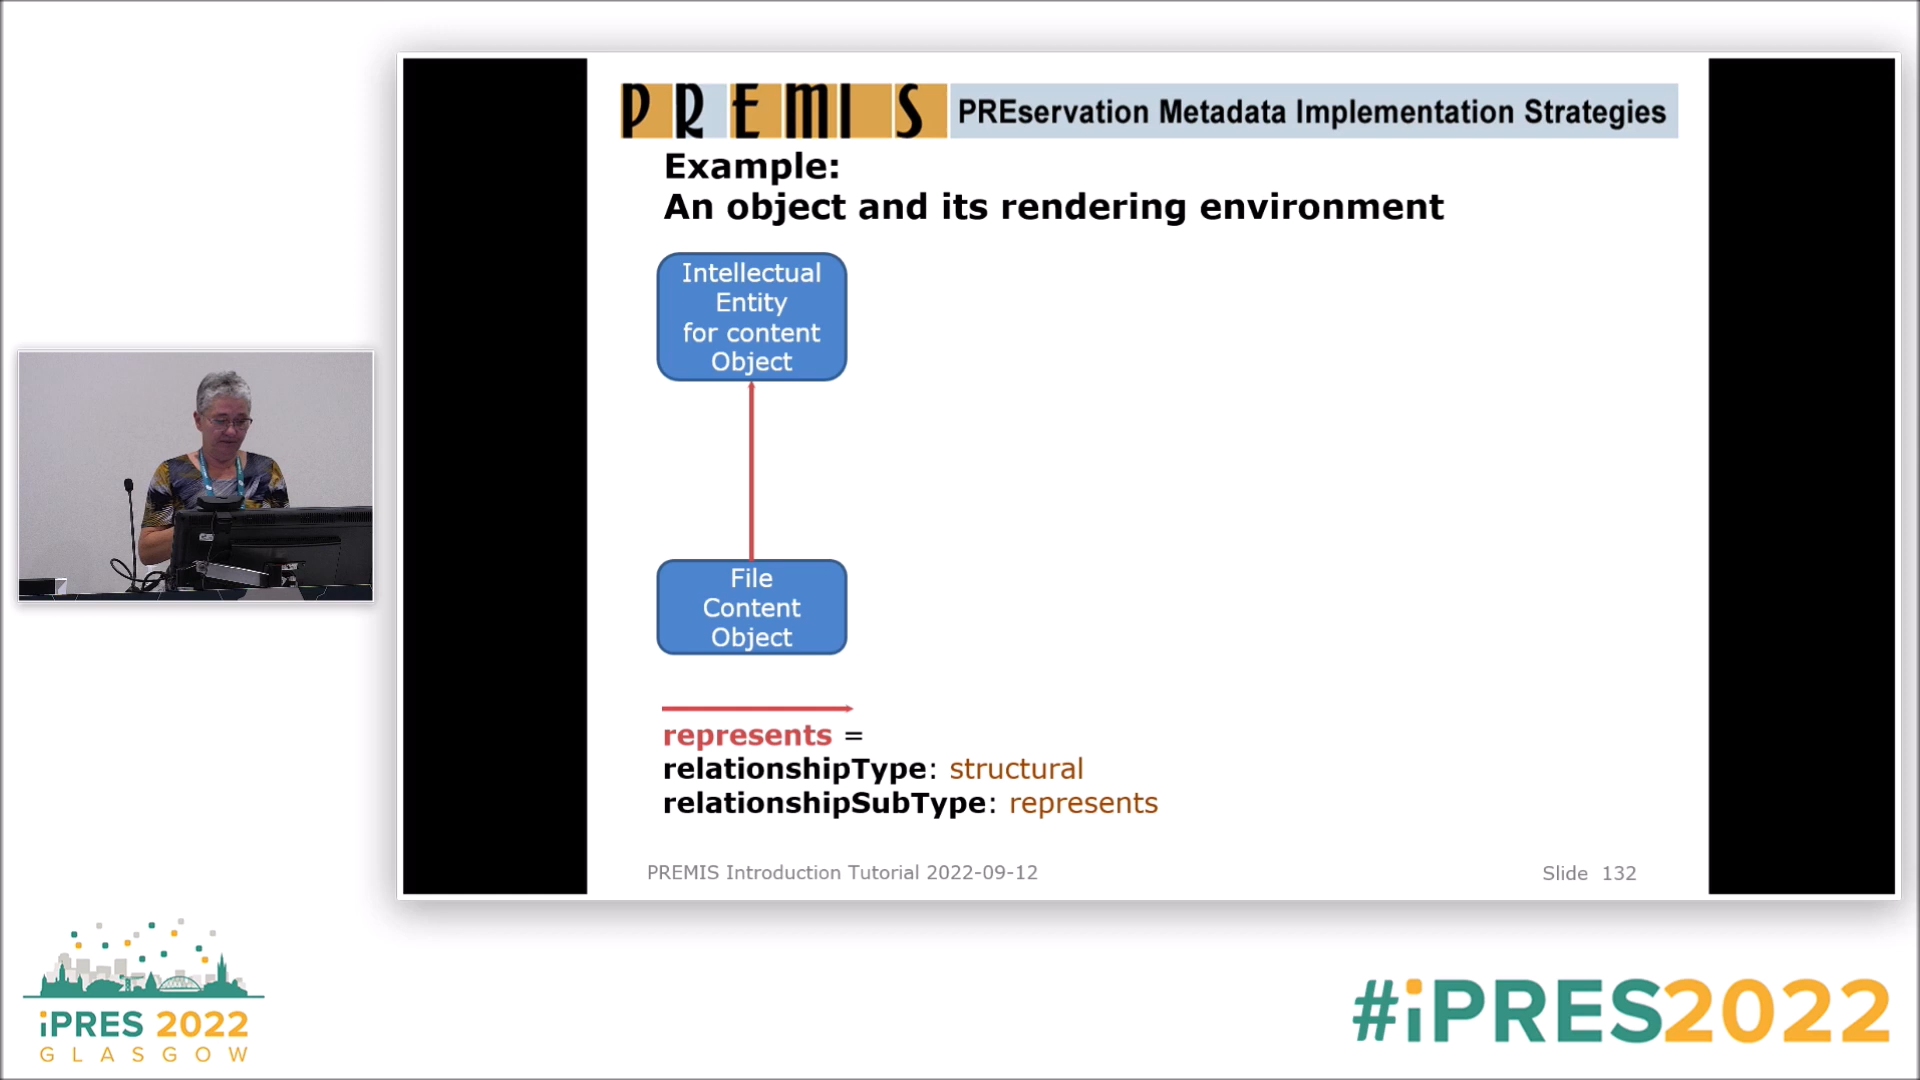 PREMIS PREservation Metadata Implementation Strategies
Example:
An object and its rendering environment
Intellectual
Entity
for content
Object
File
Content
Object
represents =
relationshipType: structural
relationshipSubType: represents
PREMIS Introduction Tutorial 2022-09-12
Slide 132
iPRES 2022
GLASGOW
#iPRES2022